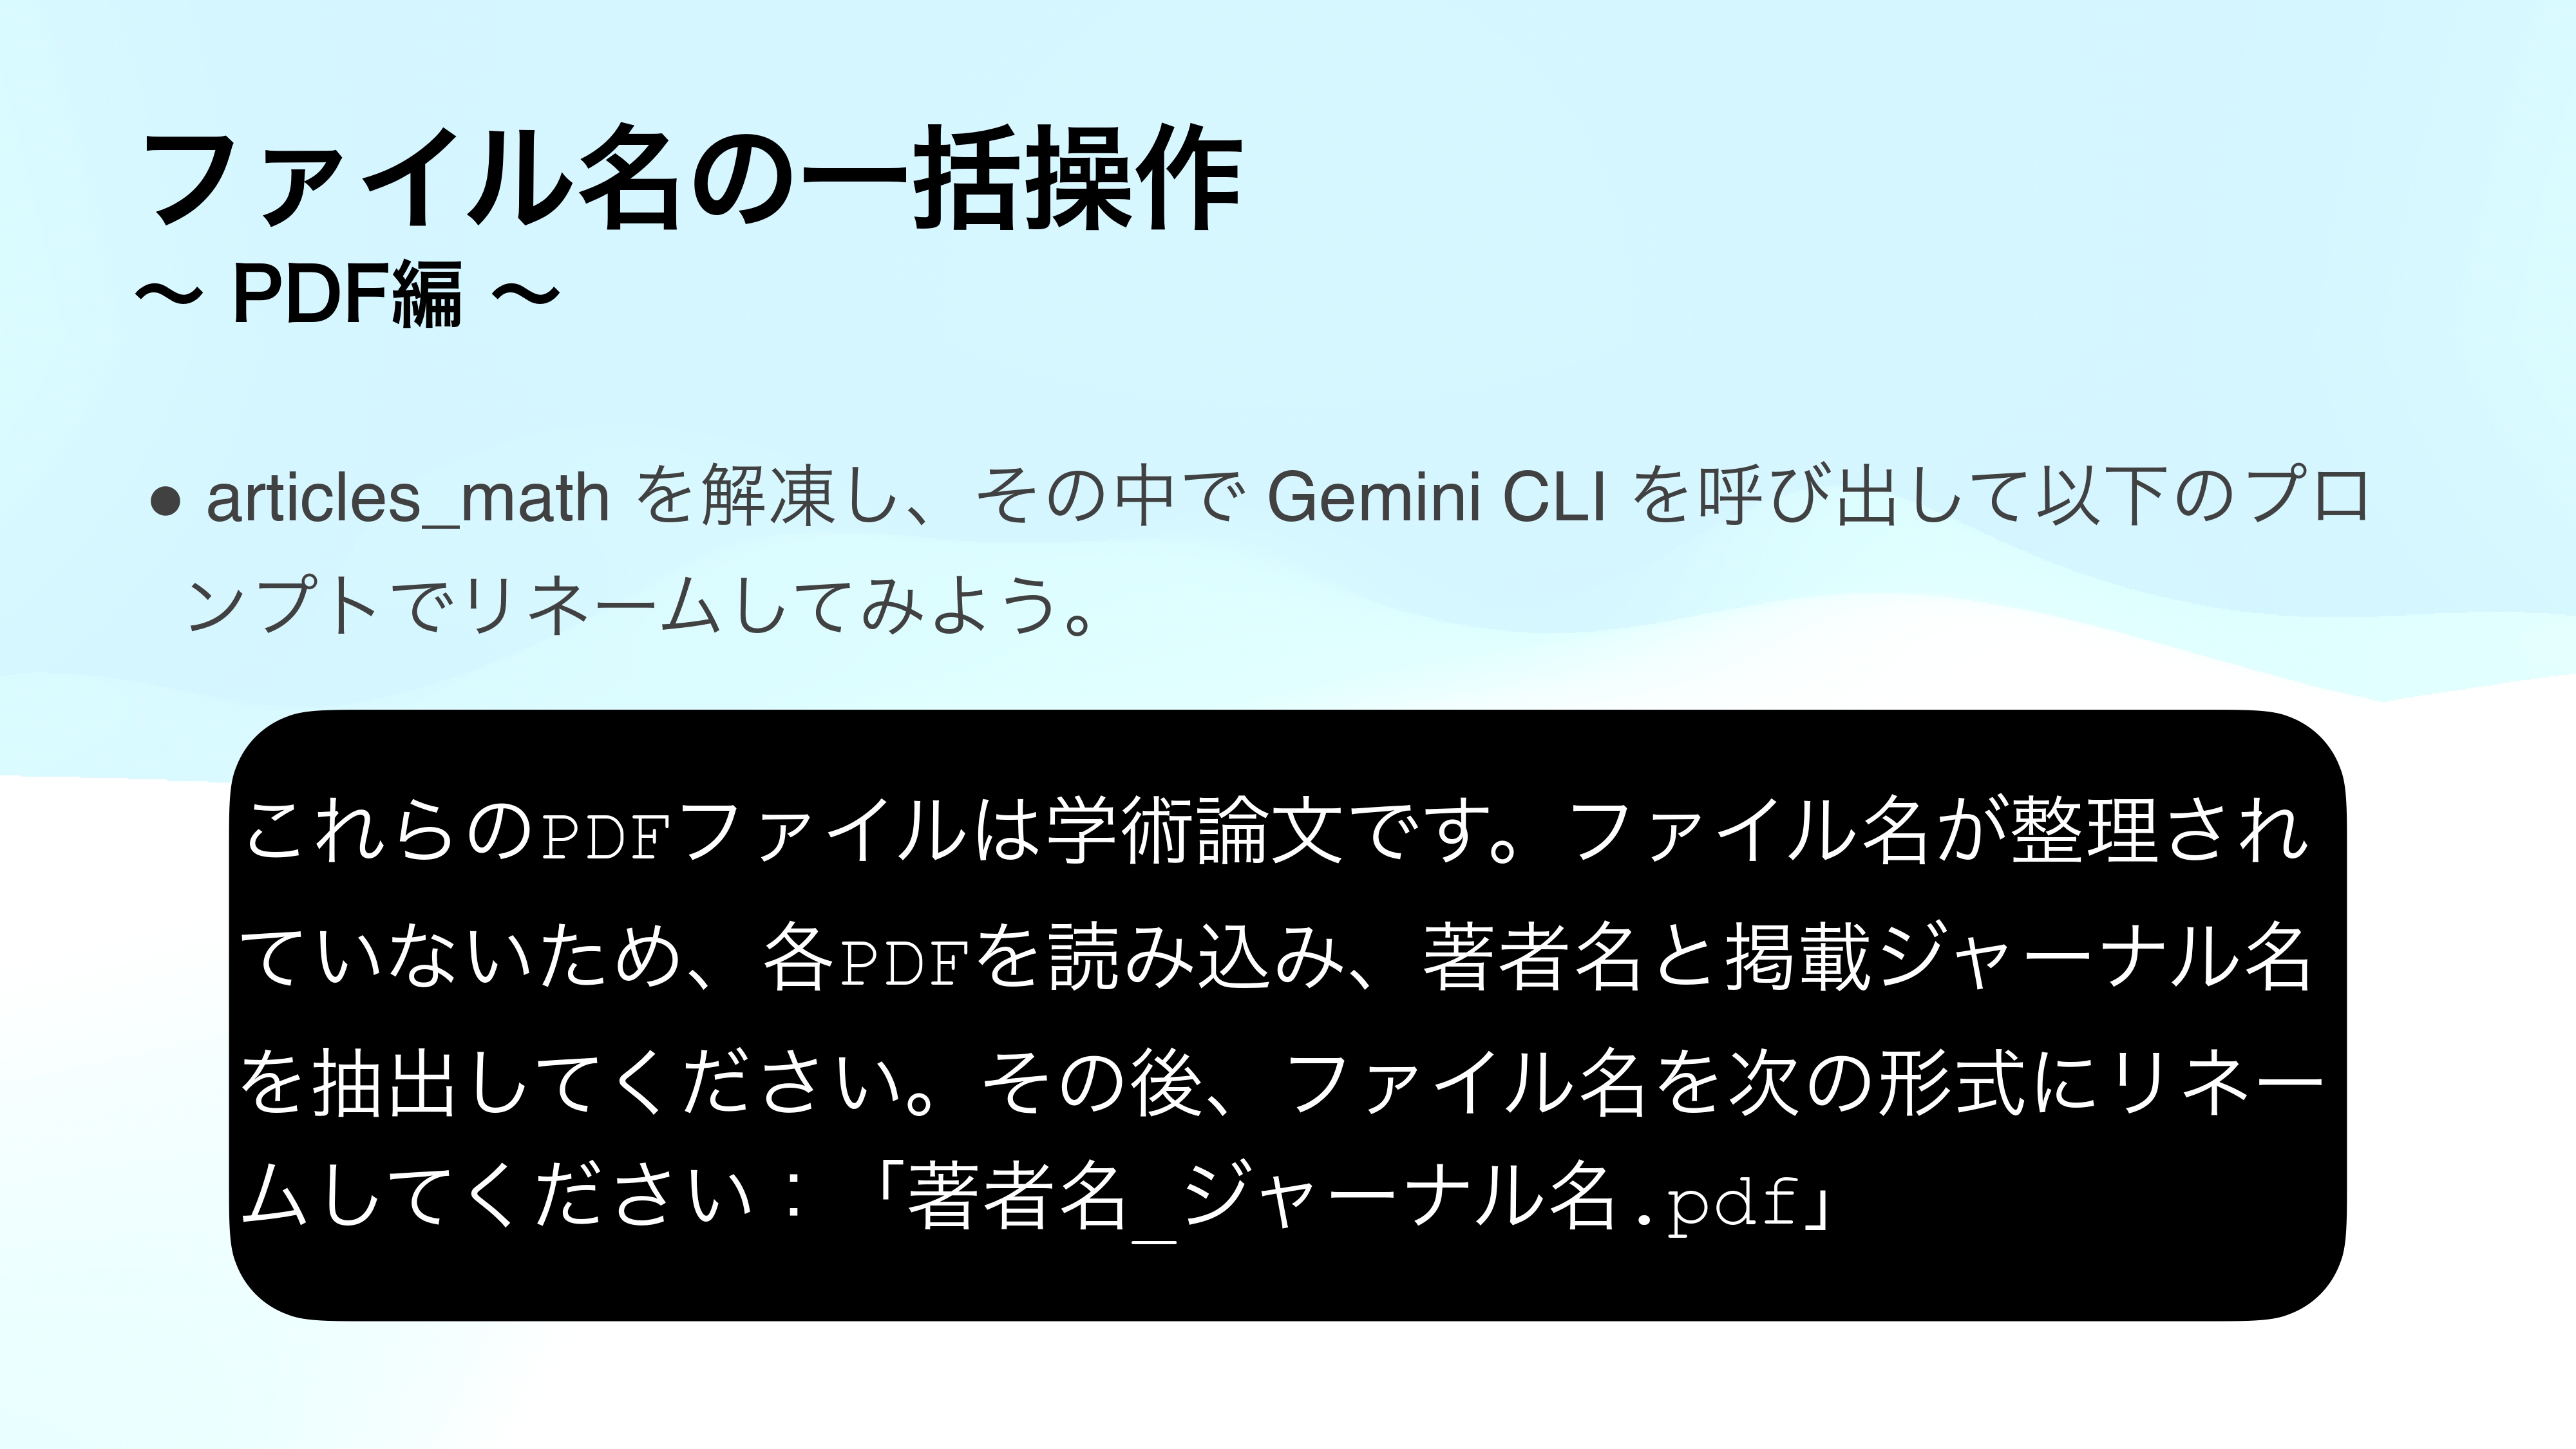 ファイル名の一括操作
〜 PDF編 〜
• articles_math を解凍し、その中で Gemini CLI を呼び出して以下のプロ
ンプトでリネームしてみよう。
これらのPDFファイルは学術論文です。ファイル名が整理され
ていないため、各PDFを読み込み、著者名と掲載ジャーナル名
を抽出してください。その後、ファイル名を次の形式にリネー
ムしてください：「著者名_ジャーナル名.pdf」